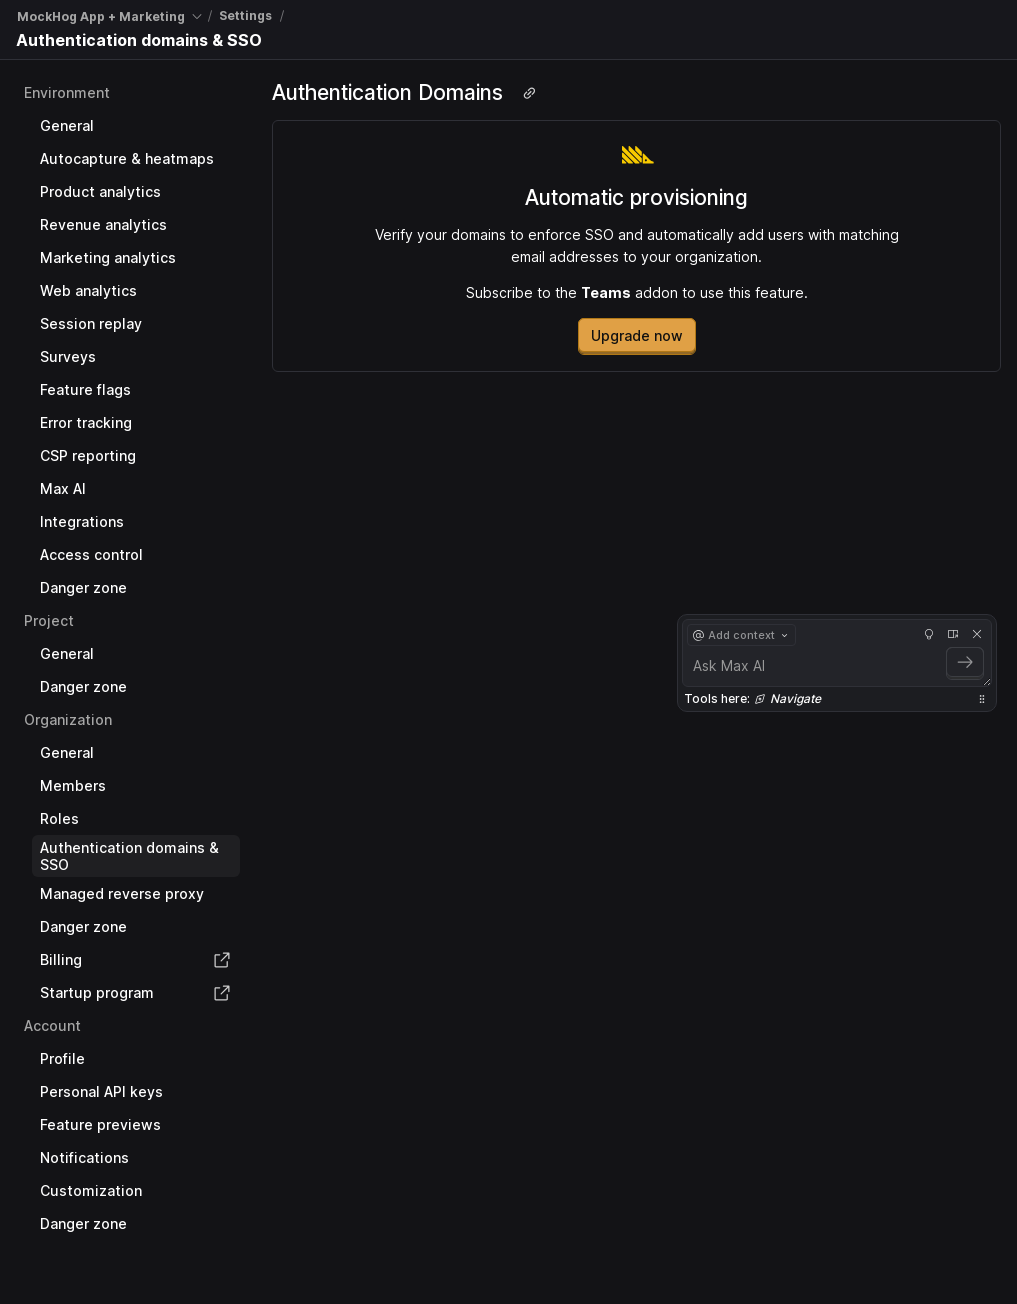 MockHog App + Marketing / Settings /
Authentication domains & SSO
Environment
General
Autocapture & heatmaps
Product analytics
Revenue analytics
Marketing analytics
Web analytics
Session replay
Surveys
Feature flags
Error tracking
CSP reporting
Max AI
Integrations
Access control
Danger zone
Project
General
Danger zone
Organization
General
Members
Roles
Authentication domains &
SSO
Managed reverse proxy
Danger zone
Billing
Startup program
Account
Profile
Personal API keys
Feature previews
Notifications
Customization
Danger zone
Authentication Domains
Automatic provisioning
Verify your domains to enforce SSO and automatically add users with matching
email addresses to your organization.
Subscribe to the Teams addon to use this feature.
Upgrade now
@ Add context
Ask Max AI
Tools here: Navigate